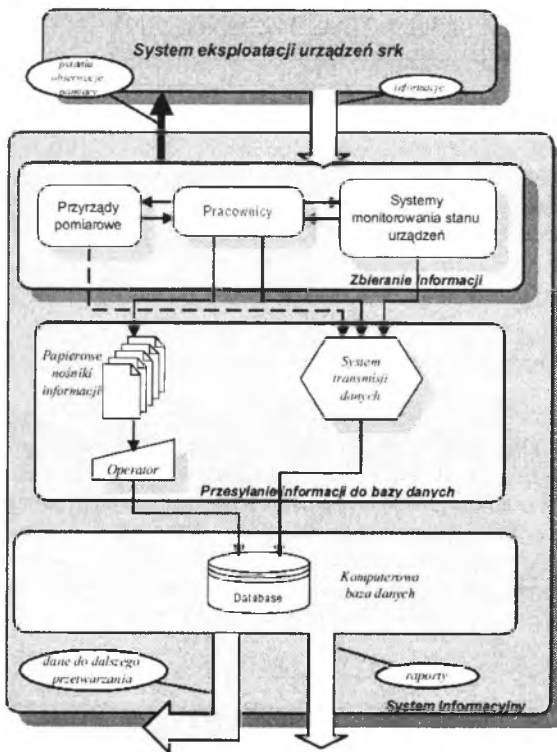 System eksploatacji urządzeń srk
pytania
obserwacje
pomiary
informacje
Przyrządy
pomiarowe
Pracownicy
Systemy
monitorowania stanu
urządzeń
Zbieranie informacji
Papierowe
nośniki
informacji
System
transmisji
danych
Operator
Przesyłanie informacji do bazy danych
Database
Komputerowa
baza danych
dane do dalszego
przetwarzania
raporty
System Informacyjny